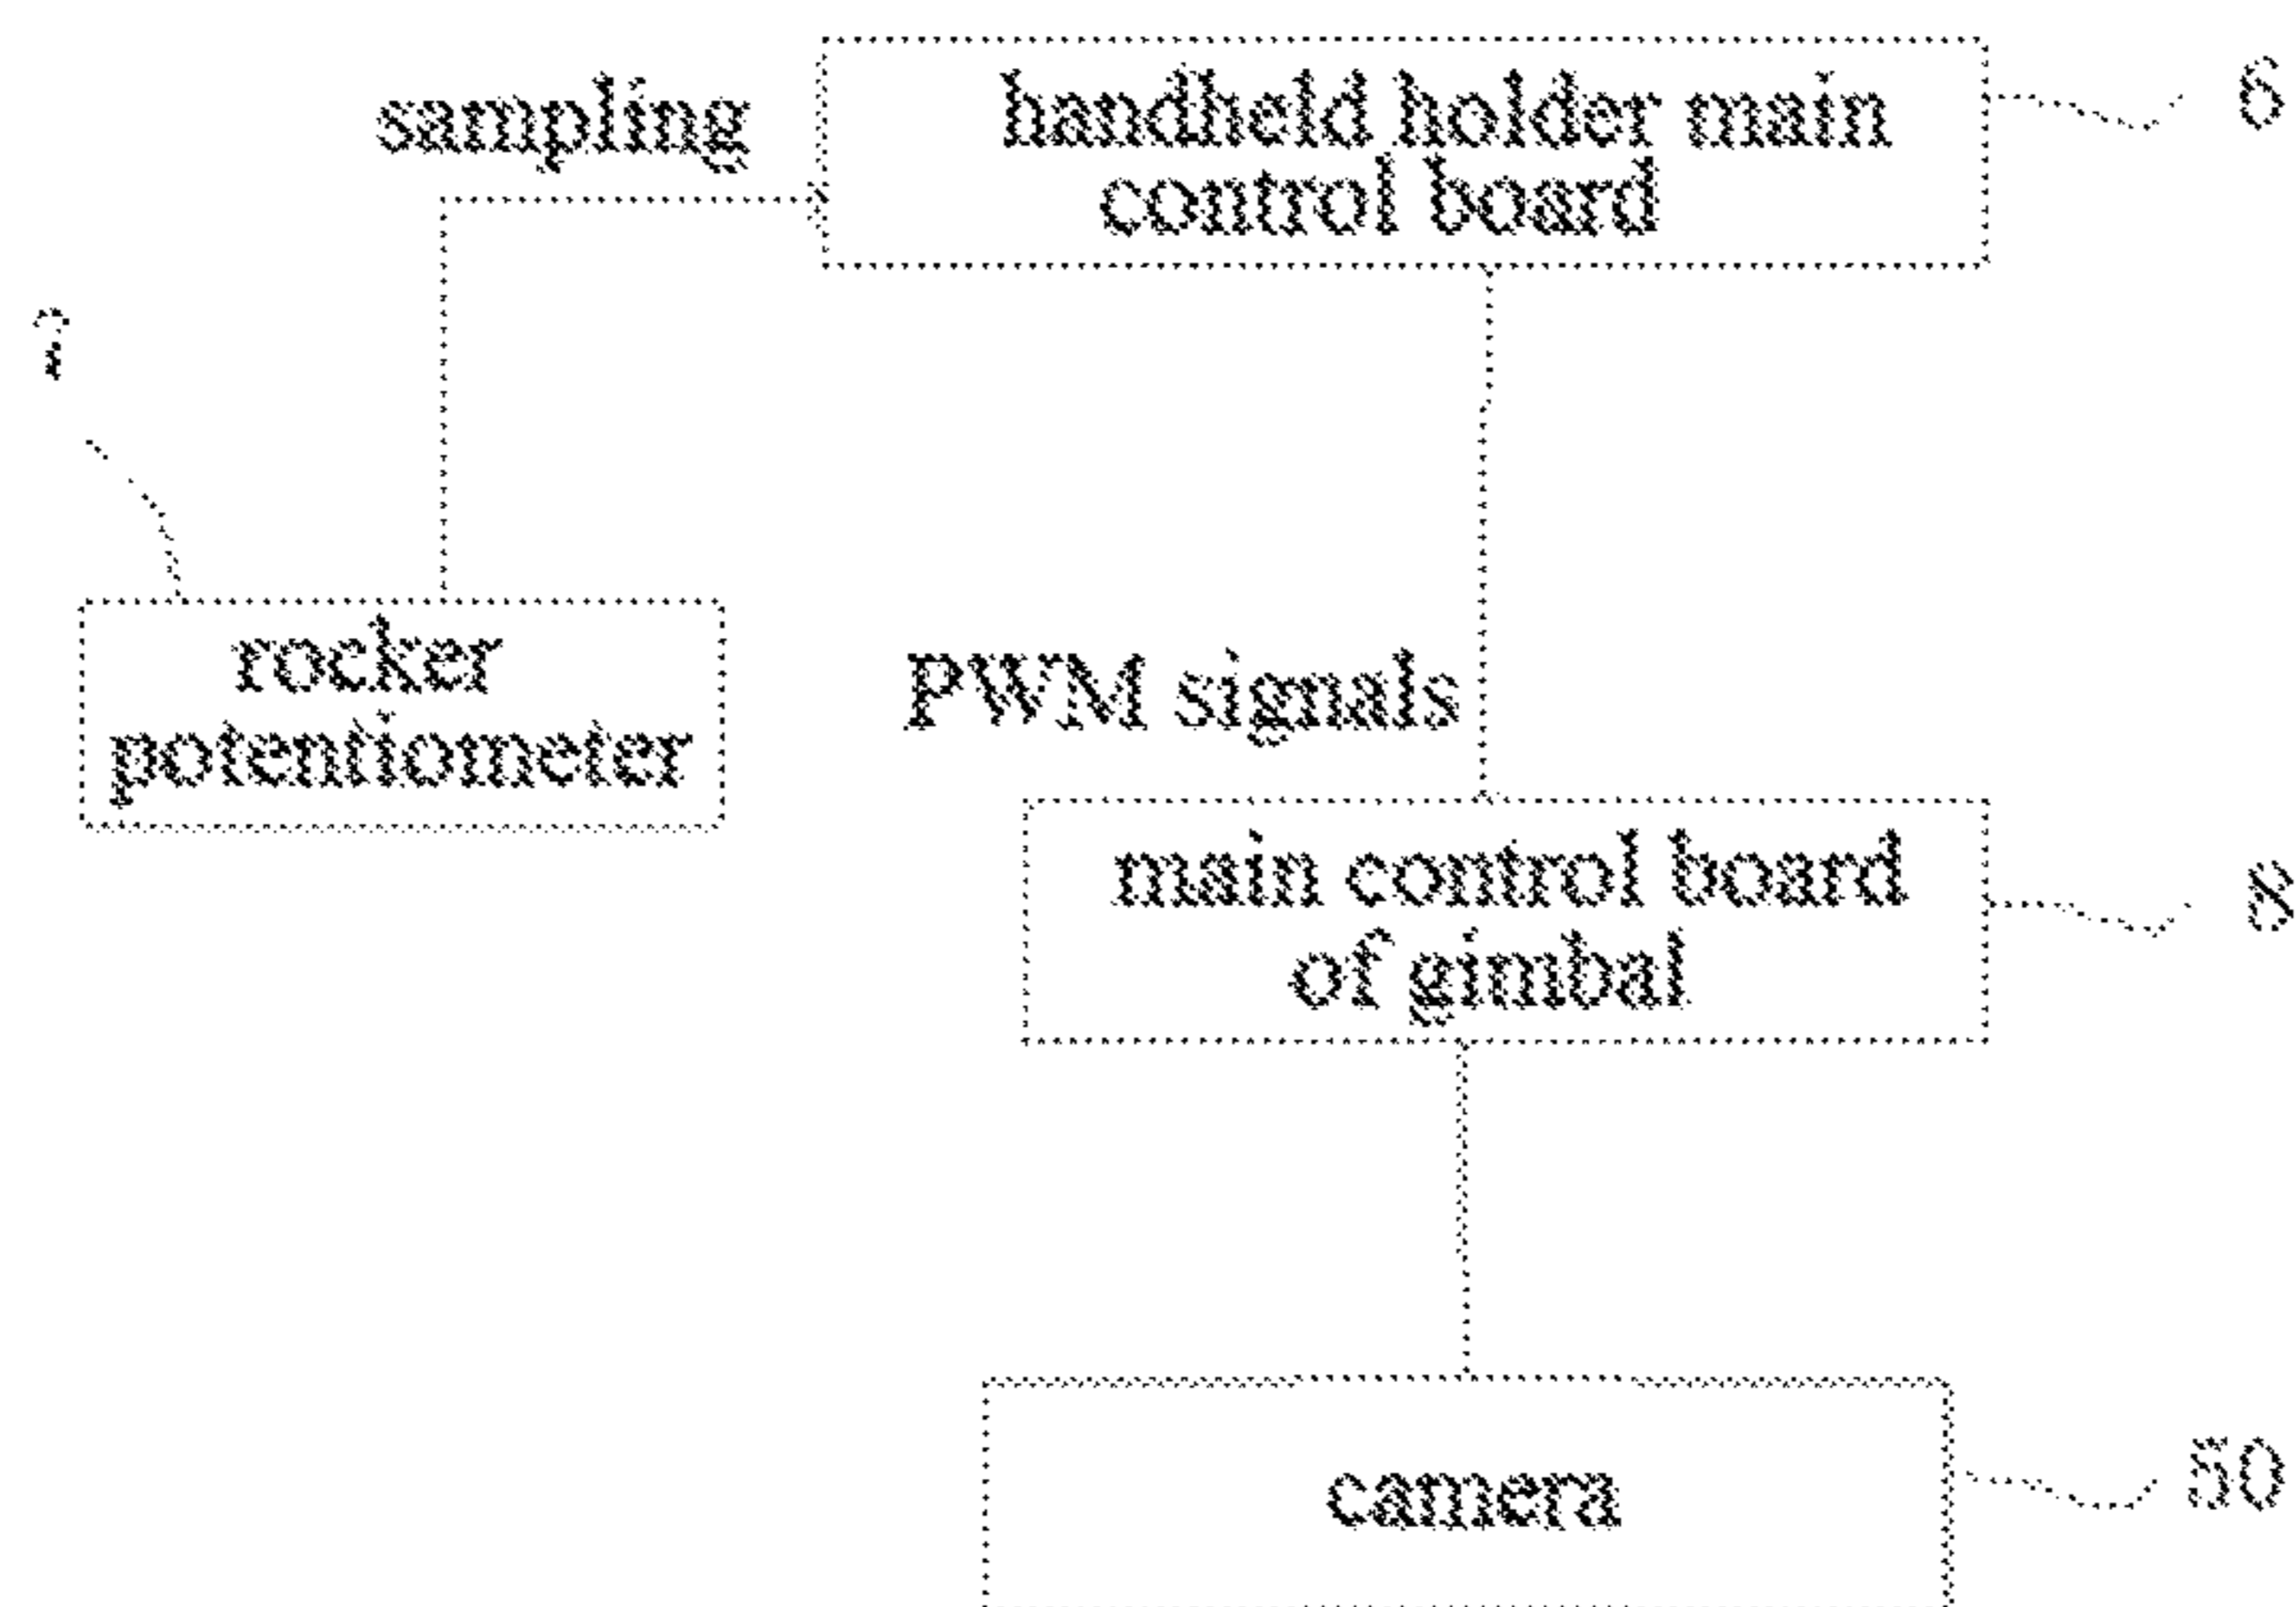 sampling
handheld holder main
control board
6
7
rocker
potentiometer
PWM signals
main control board
of gimbal
8
camera
50